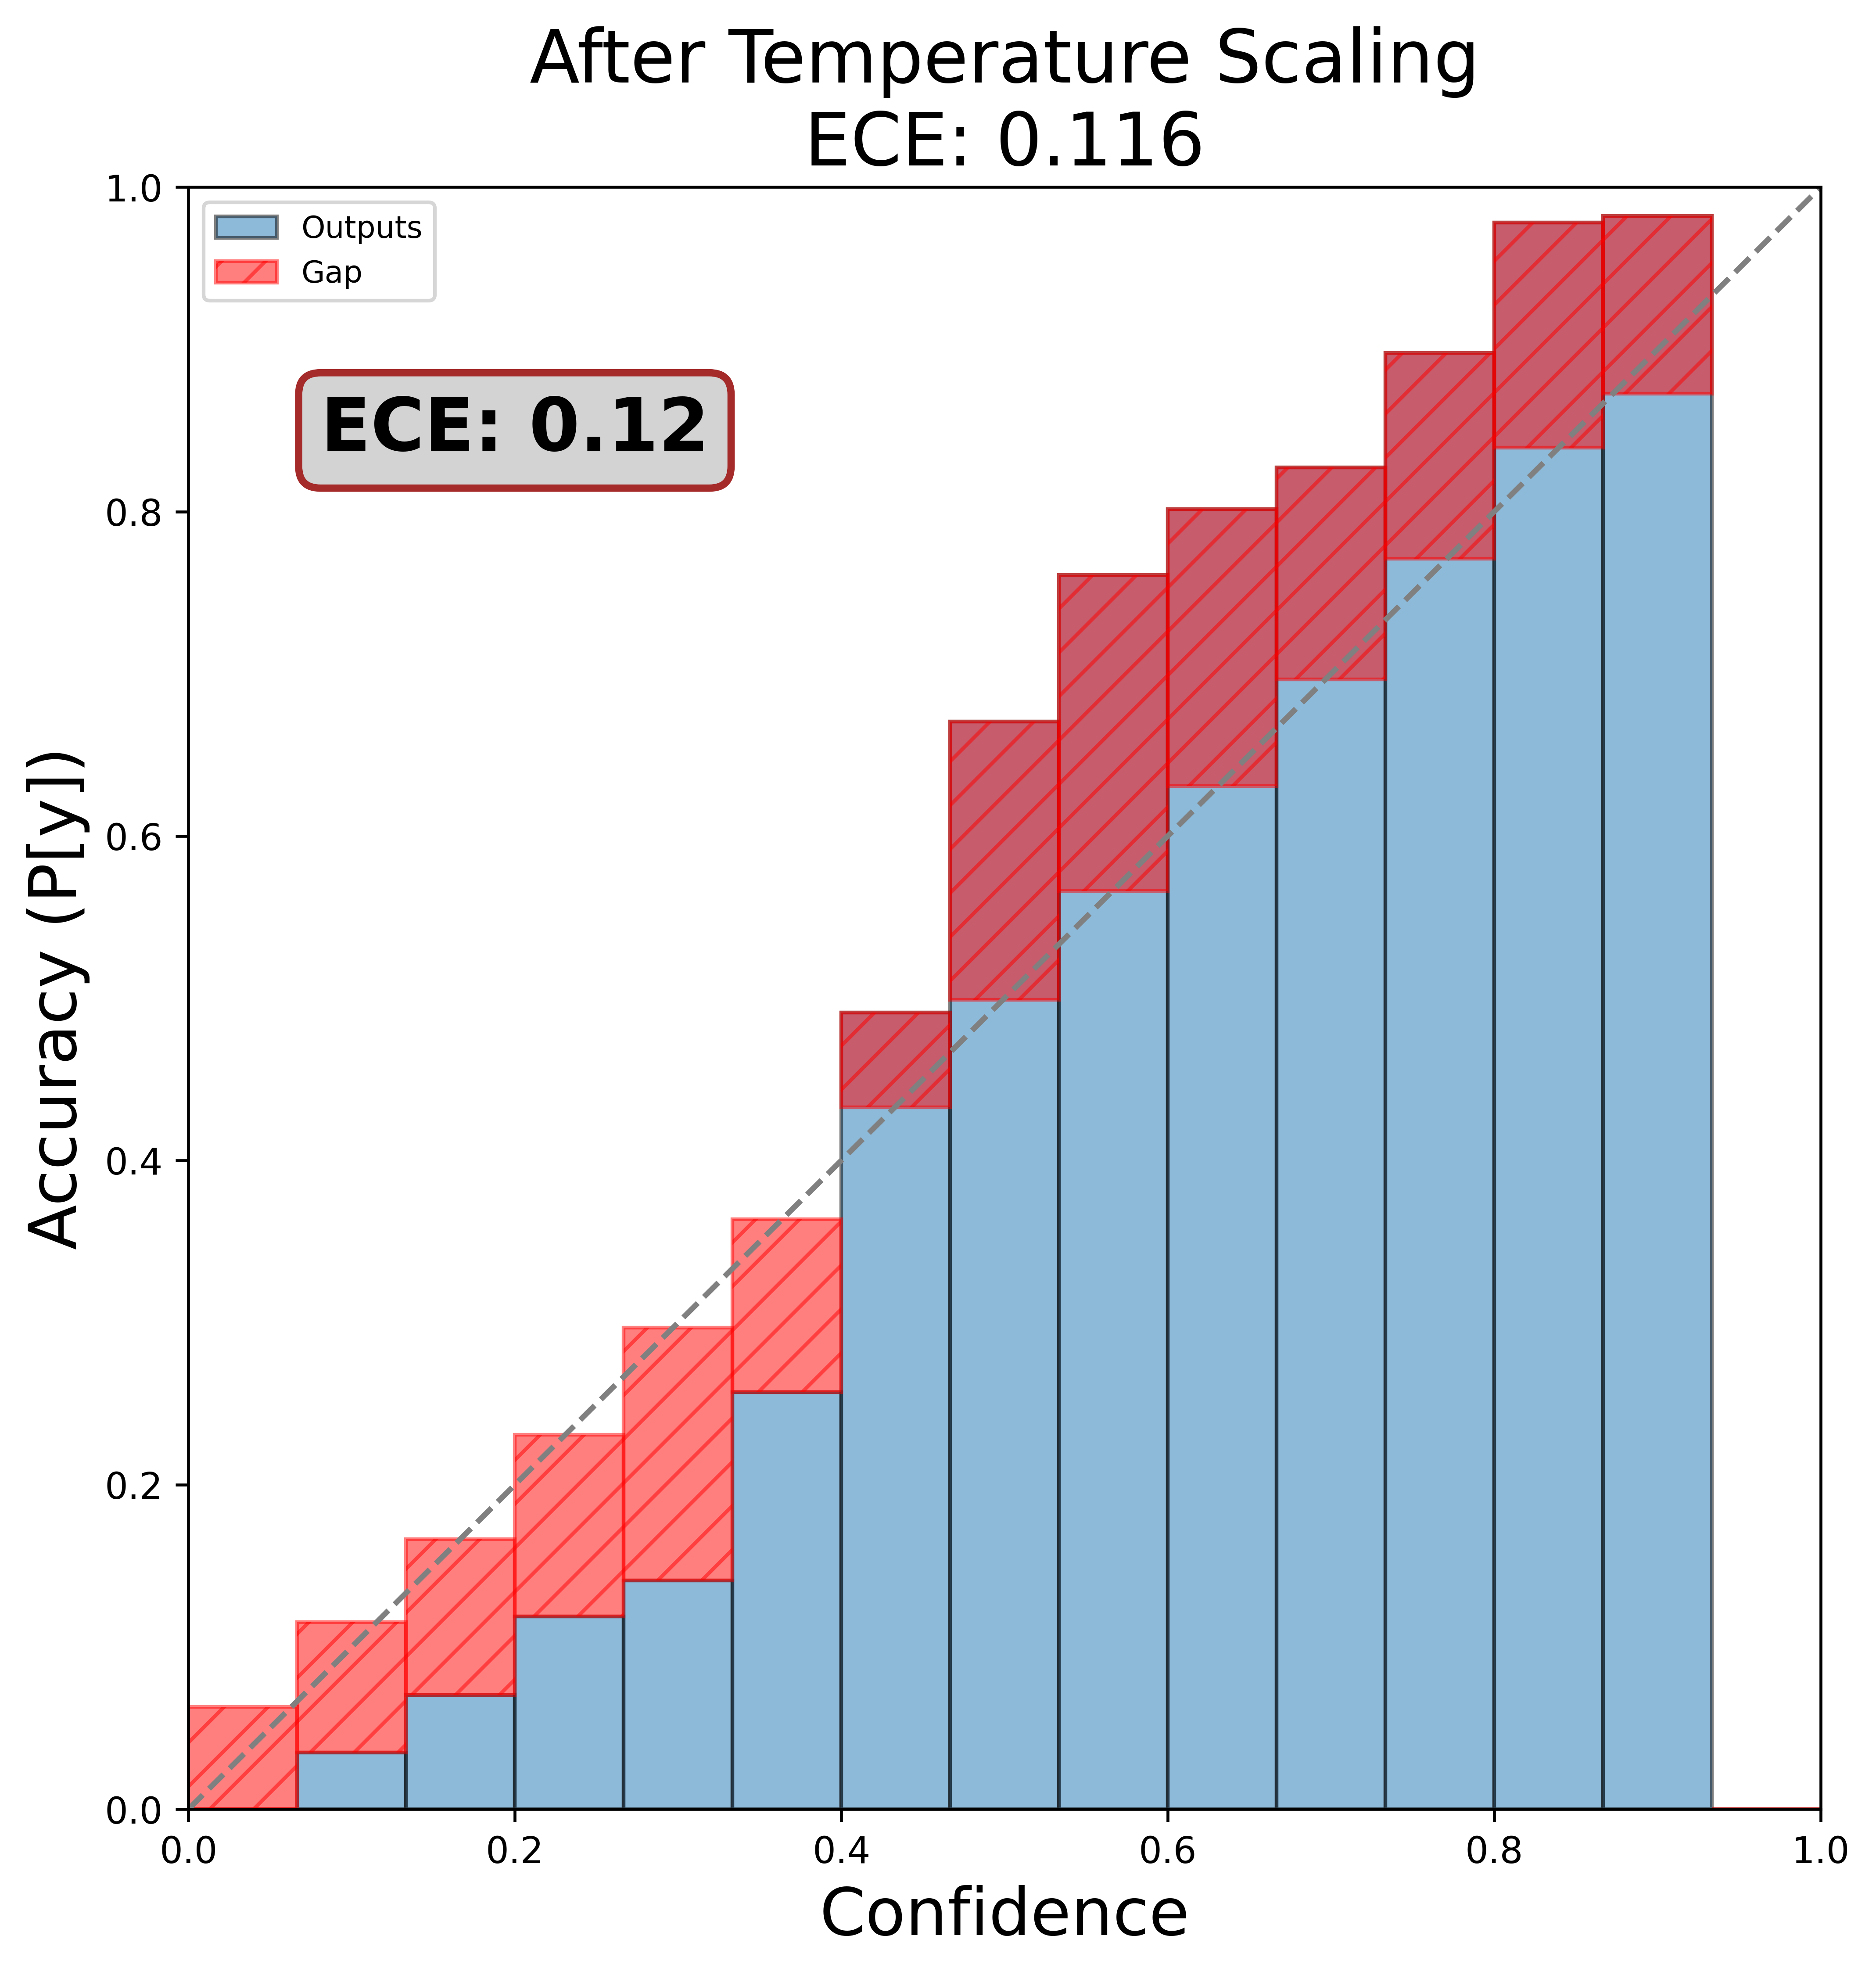 After Temperature Scaling
ECE: 0.116
1.0
Outputs
Gap
ECE: 0.12
0.8
0.6
0.4
0.2
0.0
Accuracy (P[y])
0.0 0.2 0.4 0.6 0.8 1.0
Confidence